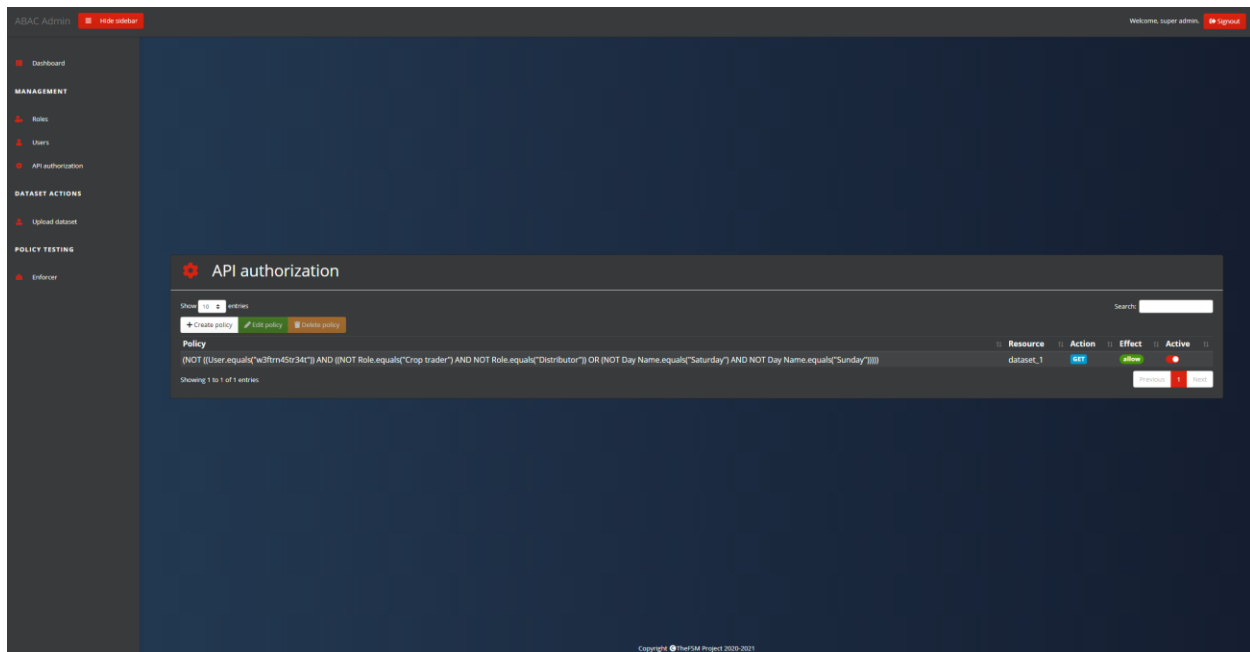 ABAC Admin Hide sidebar Welcome, super admin. Signout
Dashboard
MANAGEMENT
Roles
Users
API authorization
DATASET ACTIONS
Upload dataset
POLICY TESTING
Enforcer
API authorization
Show 10 entries Search:
Create policy Edit policy Delete policy
Policy Resource Action Effect Active
(NOT ((User.equals("w3ftrn45tr34t")) AND ((NOT Role.equals("Crop trader") AND NOT Role.equals("Distributor")) OR (NOT Day Name.equals("Saturday") AND NOT Day Name.equals("Sunday"))))) dataset_1 GET allow
Showing 1 to 1 of 1 entries Previous 1 Next
Copyright © TheFSM Project 2020-2021